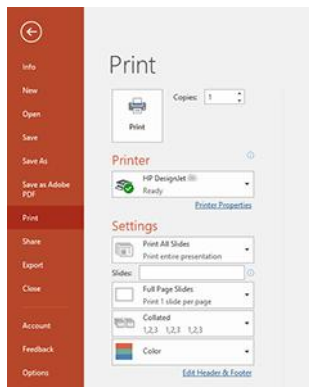 Info
New
Open
Save
Save As
Save as Adobe
PDF
Print
Share
Export
Close
Account
Feedback
Options
Print
Copies: 1
Print
Printer
HP DesignJet
Ready
Printer Properties
Settings
Print All Slides
Print entire presentation
Slides:
Full Page Slides
Print 1 slide per page
Collated
1,2,3 1,2,3 1,2,3
Color
Edit Header & Footer